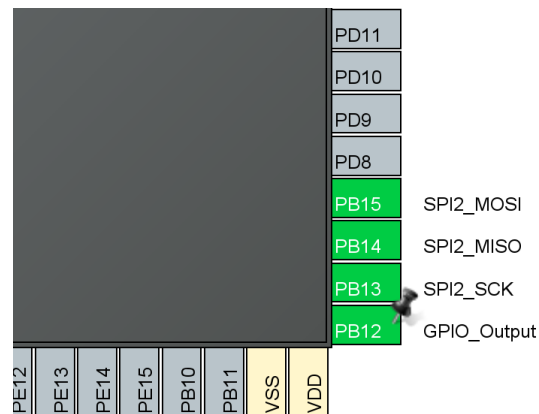 PD11
PD10
PD9
PD8
PB15 SPI2_MOSI
PB14 SPI2_MISO
PB13 SPI2_SCK
PB12 GPIO_Output
PE12
PE13
PE14
PE15
PB10
PB11
VSS
VDD